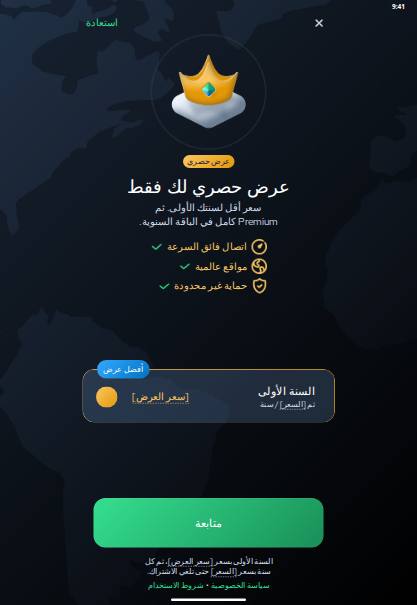 9:41
استعادة
عرض حصري
عرض حصري لك فقط
سعر أقل لسنتك الأولى، ثم
Premium كامل في الباقة السنوية.
اتصال فائق السرعة
مواقع عالمية
حماية غير محدودة
أفضل عرض
السنة الأولى
ثم [السعر] / سنة
[سعر العرض]
متابعة
السنة الأولى بسعر [سعر العرض]، ثم كل
سنة بسعر [السعر] حتى تلغي الاشتراك.
سياسة الخصوصية • شروط الاستخدام